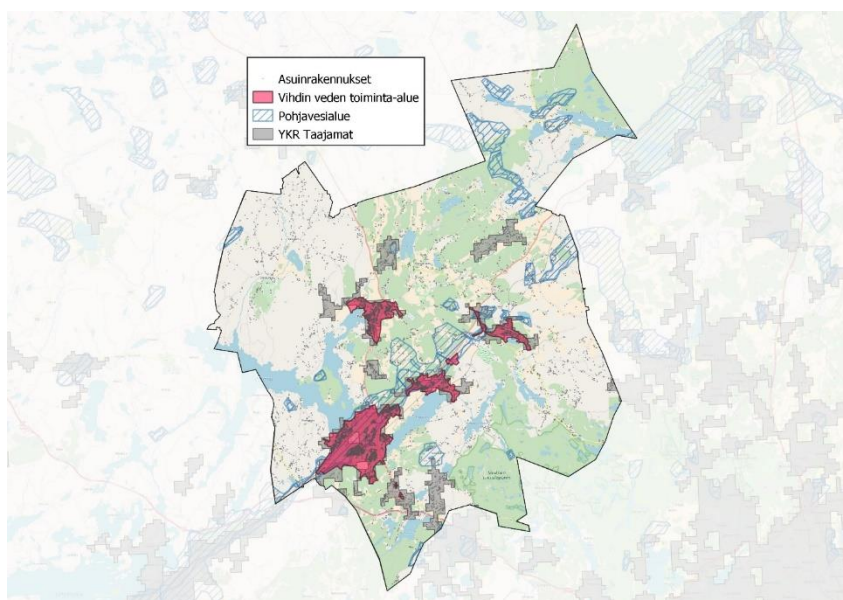 Asuinrakennukset
Vihdin veden toiminta-alue
Pohjavesialue
YKR Taajamat